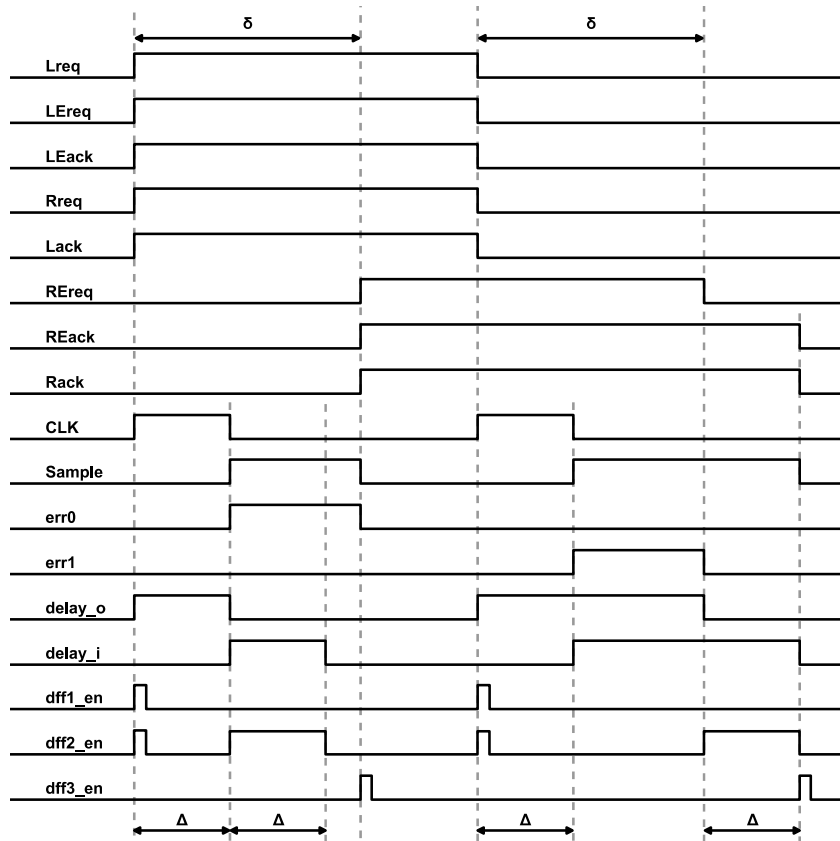 δ δ
Lreq
LEreq
LEack
Rreq
Lack
REreq
REack
Rack
CLK
Sample
err0
err1
delay_o
delay_i
dff1_en
dff2_en
dff3_en
Δ Δ Δ Δ